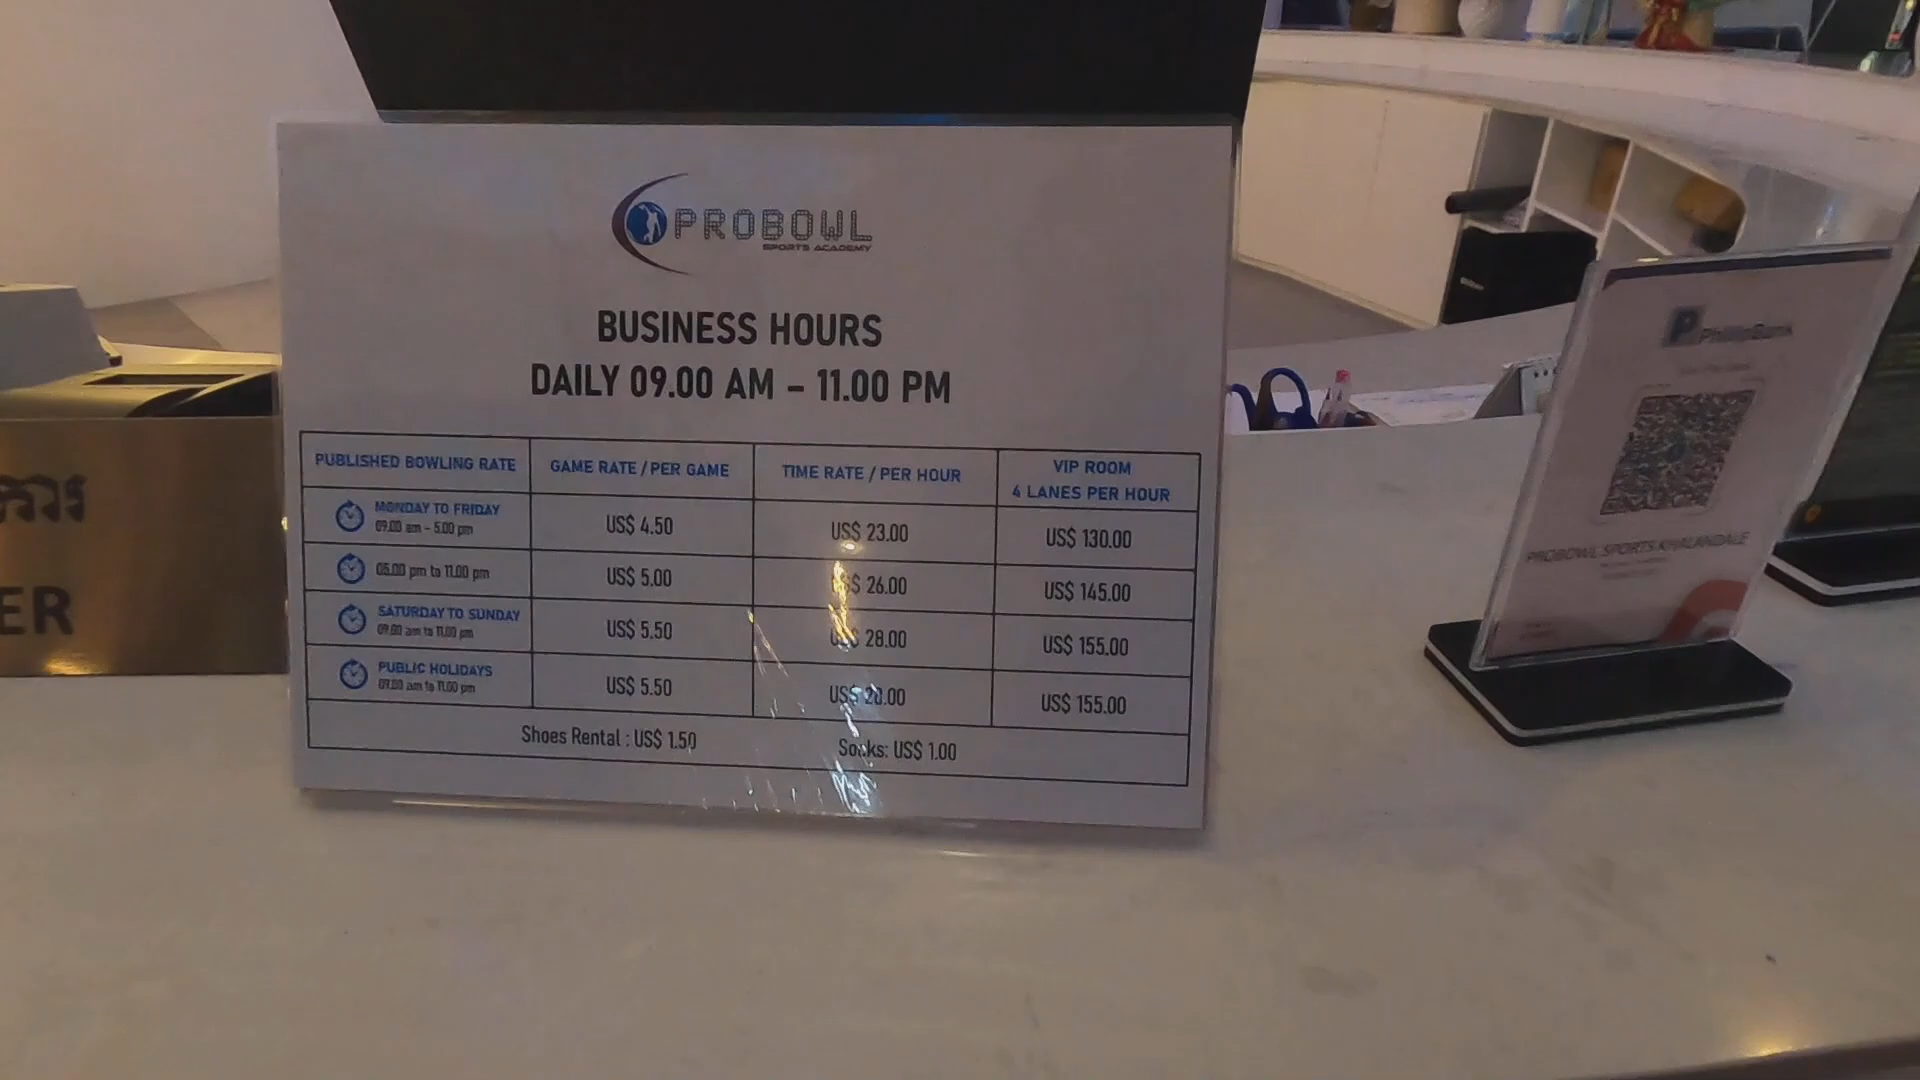 PROBOWL
SPORTS ACADEMY
BUSINESS HOURS
DAILY 09.00 AM – 11.00 PM
PUBLISHED BOWLING RATE
GAME RATE / PER GAME
TIME RATE / PER HOUR
VIP ROOM
4 LANES PER HOUR
MONDAY TO FRIDAY
09.00 am – 5.00 pm
US$ 4.50
US$ 23.00
US$ 130.00
05.00 pm to 11.00 pm
US$ 5.00
US$ 26.00
US$ 145.00
SATURDAY TO SUNDAY
09.00 am to 11.00 pm
US$ 5.50
US$ 28.00
US$ 155.00
PUBLIC HOLIDAYS
09.00 am to 11.00 pm
US$ 5.50
US$ 28.00
US$ 155.00
Shoes Rental : US$ 1.50
Socks: US$ 1.00
ER
PhillipBank
PROBOWL SPORTS KHALANDALE